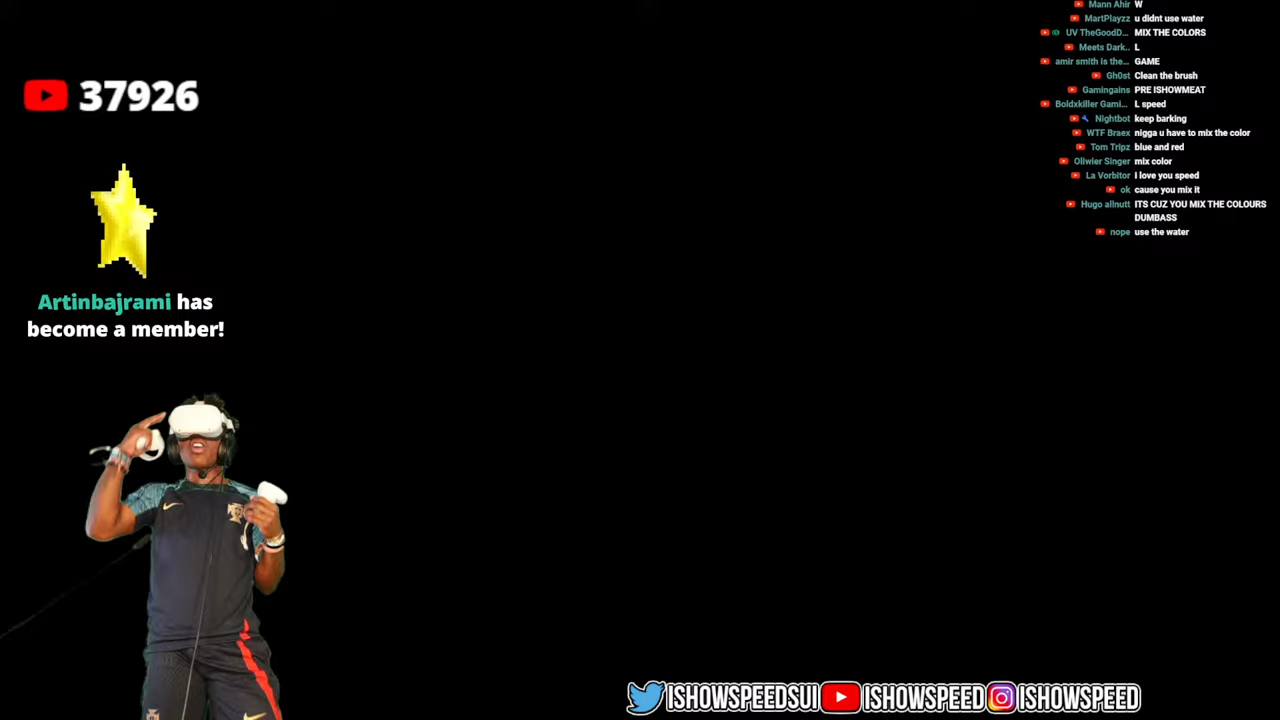 37926
Artinbajrami has
become a member!
Mann Ahir W
MartPlayzz u didnt use water
UV TheGoodD... MIX THE COLORS
Meets Dark.. L
amir smith is the... GAME
Gh0st Clean the brush
Gamingains PRE ISHOWMEAT
Boldxkiller Gami... L speed
Nightbot keep barking
WTF Braex nigga u have to mix the color
Tom Tripz blue and red
Oliwier Singer mix color
La Vorbitor i love you speed
ok cause you mix it
Hugo allnutt ITS CUZ YOU MIX THE COLOURS
DUMBASS
nope use the water
ISHOWSPEEDSUI ISHOWSPEED ISHOWSPEED